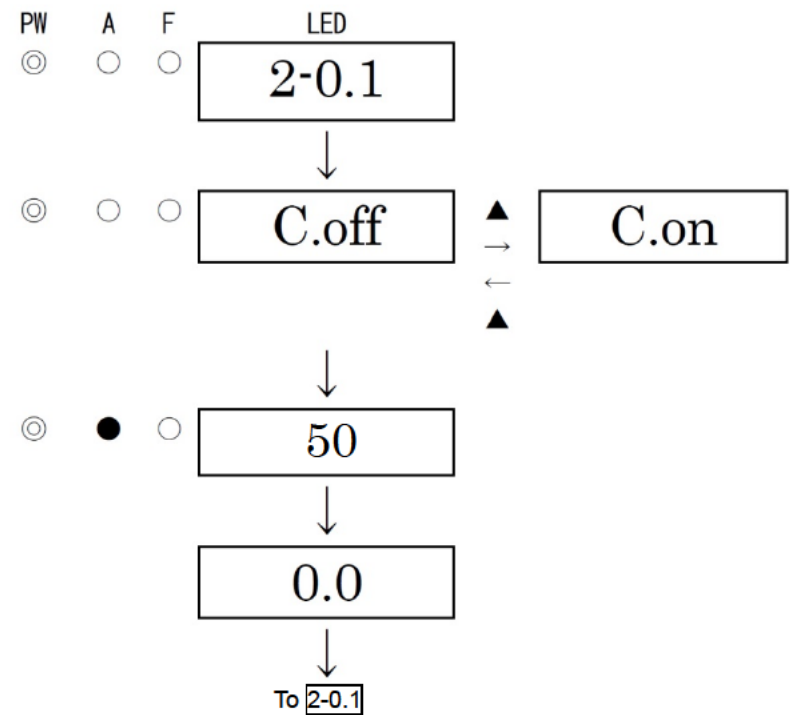 PW A F LED
2-0.1
C.off ▲ C.on
→
←
▲
50
0.0
To 2-0.1